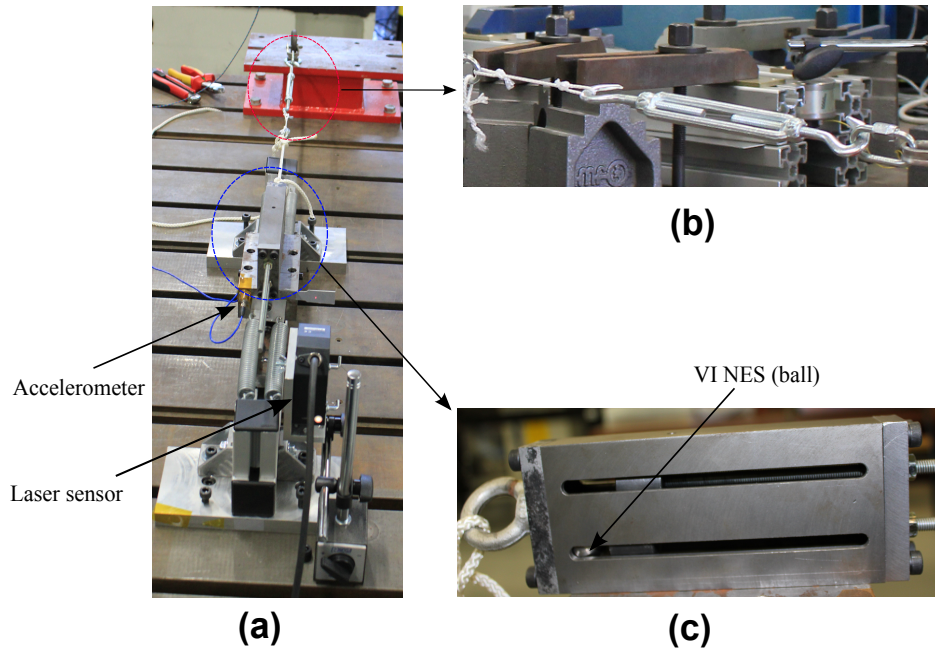 Accelerometer
Laser sensor
(a)
(b)
VI NES (ball)
(c)